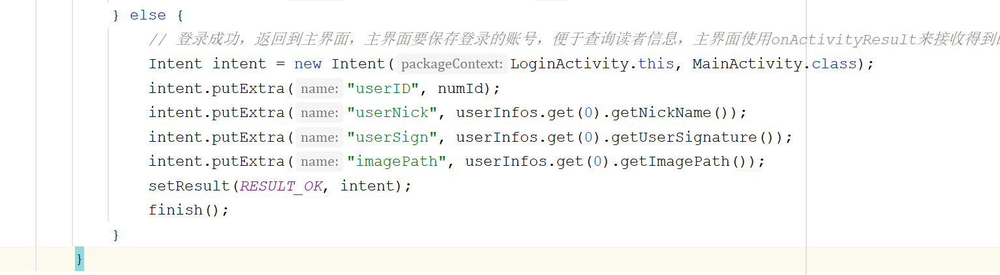 } else {
// 登录成功，返回到主界面，主界面要保存登录的账号，便于查询读者信息，主界面使用onActivityResult来接收得到
Intent intent = new Intent( packageContext: LoginActivity.this, MainActivity.class);
intent.putExtra( name: "userID", numId);
intent.putExtra( name: "userNick", userInfos.get(0).getNickName());
intent.putExtra( name: "userSign", userInfos.get(0).getUserSignature());
intent.putExtra( name: "imagePath", userInfos.get(0).getImagePath());
setResult(RESULT_OK, intent);
finish();
}
}